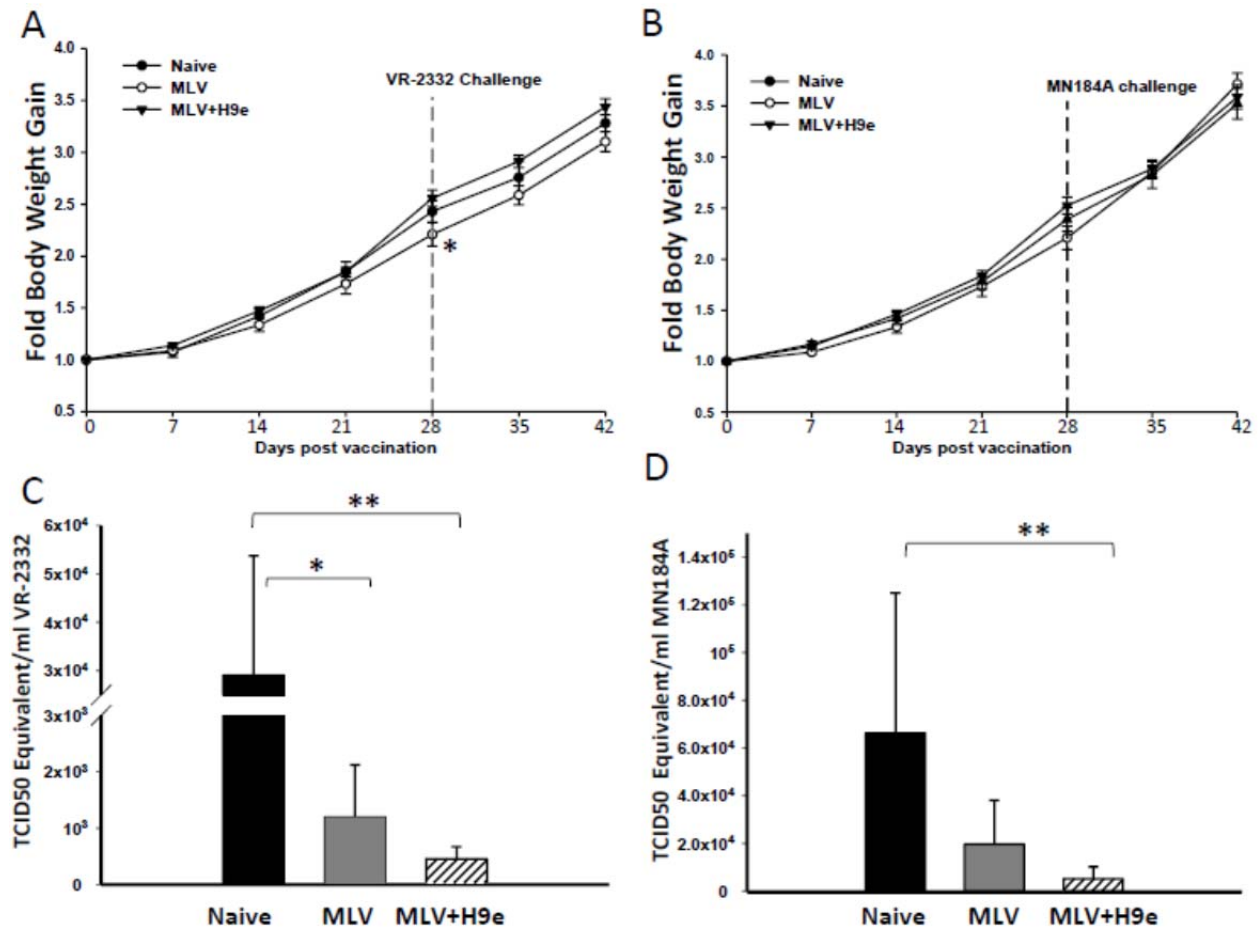 A
4.0
3.5
3.0
2.5
2.0
1.5
1.0
0.5
Fold Body Weight Gain
Naive
MLV
MLV+H9e
VR-2332 Challenge
*
0 7 14 21 28 35 42
Days post vaccination
B
4.0
3.5
3.0
2.5
2.0
1.5
1.0
0.5
Fold Body Weight Gain
Naive
MLV
MLV+H9e
MN184A challenge
0 7 14 21 28 35 42
Days post vaccination
C
TCID50 Equivalent/ml VR-2332
6x10⁴
5x10⁴
4x10⁴
3x10⁴
3x10³
2x10³
10³
0
**
*
Naive MLV MLV+H9e
D
TCID50 Equivalent/ml MN184A
1.4x10⁵
1.2x10⁵
10⁵
8.0x10⁴
6.0x10⁴
4.0x10⁴
2.0x10⁴
0
**
Naive MLV MLV+H9e